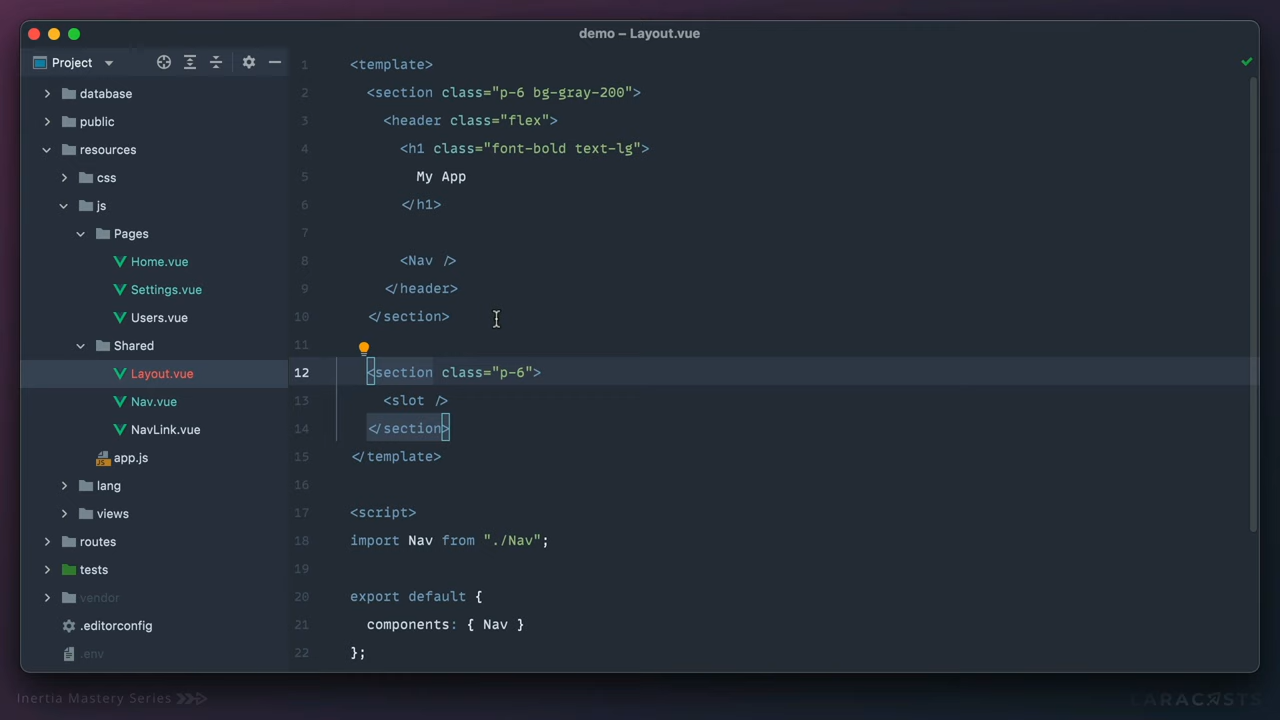 demo – Layout.vue
Project
database
public
resources
css
js
Pages
Home.vue
Settings.vue
Users.vue
Shared
Layout.vue
Nav.vue
NavLink.vue
app.js
lang
views
routes
tests
vendor
.editorconfig
.env
1 <template>
2 <section class="p-6 bg-gray-200">
3 <header class="flex">
4 <h1 class="font-bold text-lg">
5 My App
6 </h1>
7
8 <Nav />
9 </header>
10 </section>
11
12 <section class="p-6">
13 <slot />
14 </section>
15 </template>
16
17 <script>
18 import Nav from "./Nav";
19
20 export default {
21 components: { Nav }
22 };
Inertia Mastery Series
LARACASTS